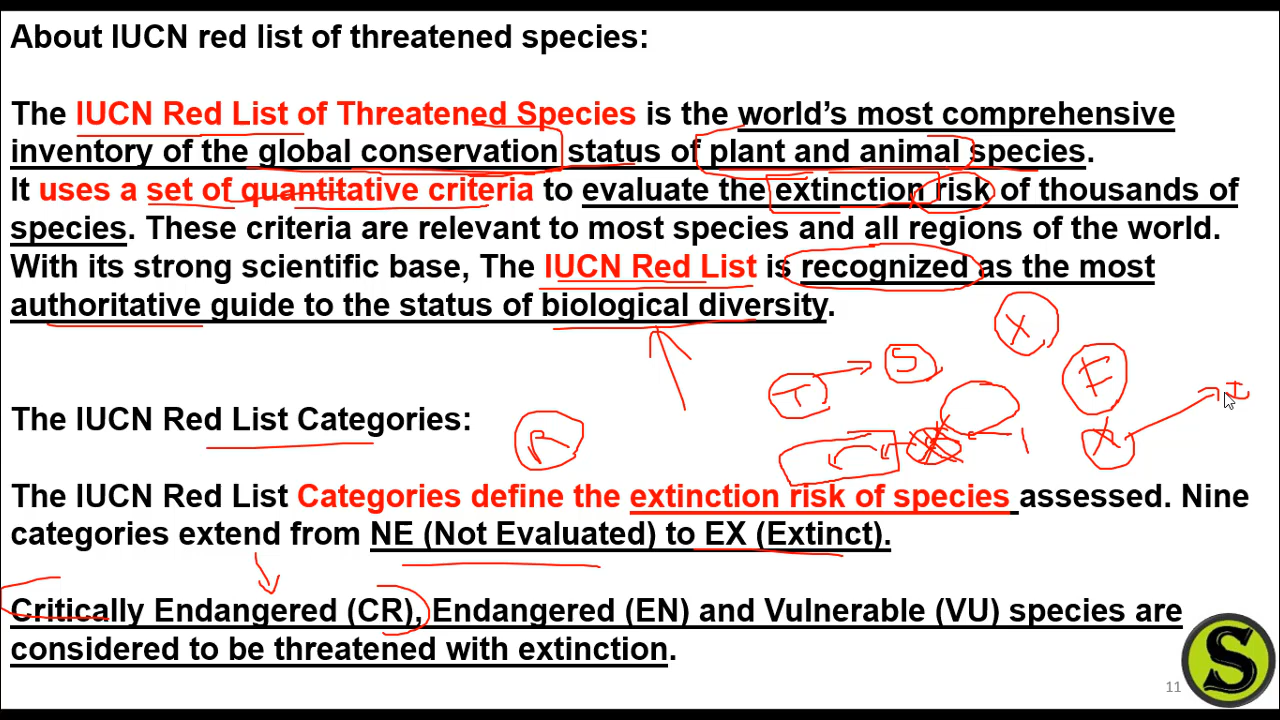 About IUCN red list of threatened species:
The IUCN Red List of Threatened Species is the world’s most comprehensive
inventory of the global conservation status of plant and animal species.
It uses a set of quantitative criteria to evaluate the extinction risk of thousands of
species. These criteria are relevant to most species and all regions of the world.
With its strong scientific base, The IUCN Red List is recognized as the most
authoritative guide to the status of biological diversity.
X
S
E
T
The IUCN Red List Categories:
X
The IUCN Red List Categories define the extinction risk of species assessed. Nine
categories extend from NE (Not Evaluated) to EX (Extinct).
Critically Endangered (CR), Endangered (EN) and Vulnerable (VU) species are
considered to be threatened with extinction.
S
11